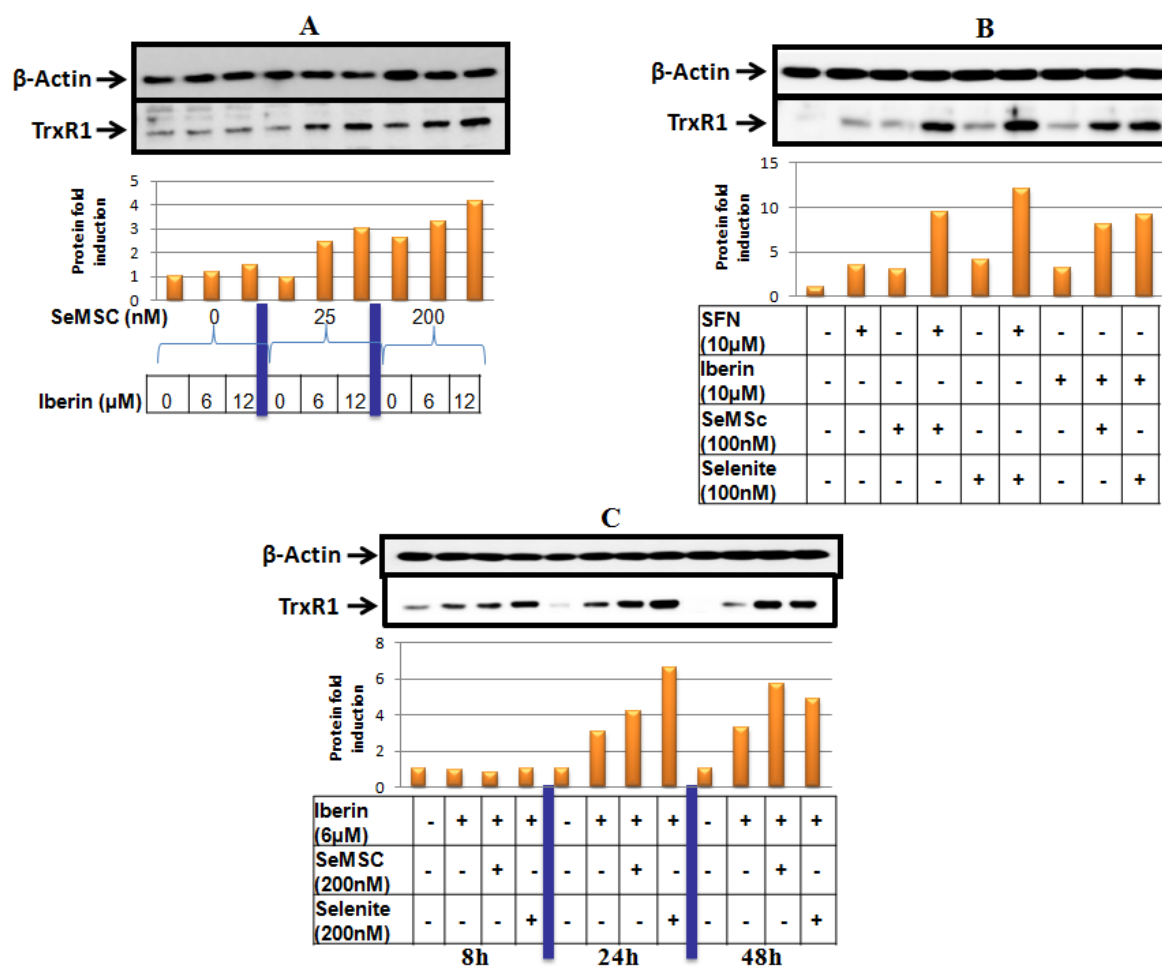 A
β-Actin
TrxR1
Protein fold
induction
5
4
3
2
1
0
SeMSC (nM) 0 25 200
Iberin (µM) 0 6 12 0 6 12 0 6 12
B
β-Actin
TrxR1
Protein fold
induction
15
10
5
0
SFN
(10µM) - + - + - + - - -
Iberin
(10µM) - - - - - - + + +
SeMSc
(100nM) - - + + - - - + -
Selenite
(100nM) - - - - + + - - +
C
β-Actin
TrxR1
Protein fold
induction
8
6
4
2
0
Iberin
(6µM) - + + + - + + + - + + +
SeMSC
(200nM) - - + - - - + - - - + -
Selenite
(200nM) - - - + - - - + - - - +
8h 24h 48h